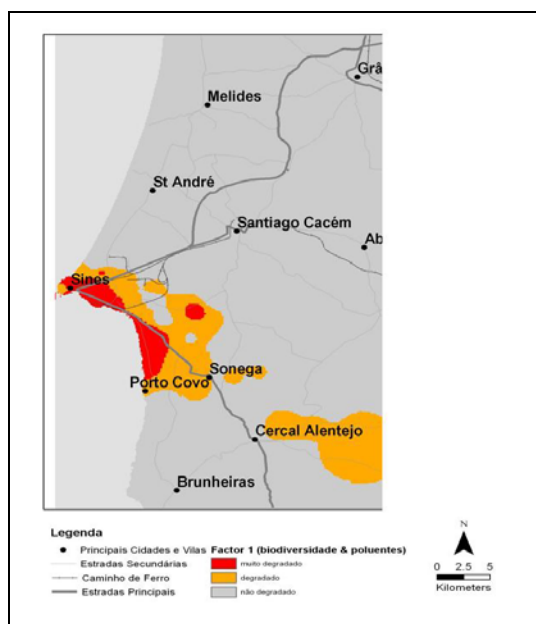 Grâ
Melides
St André
Santiago Cacém
Ab
Sines
Sonega
Porto Covo
Cercal Alentejo
Brunheiras
Legenda
Principais Cidades e Vilas
Estradas Secundárias
Caminho de Ferro
Estradas Principais
Factor 1 (biodiversidade & poluentes)
muito degradado
degradado
não degradado
N
0 2.5 5
Kilometers